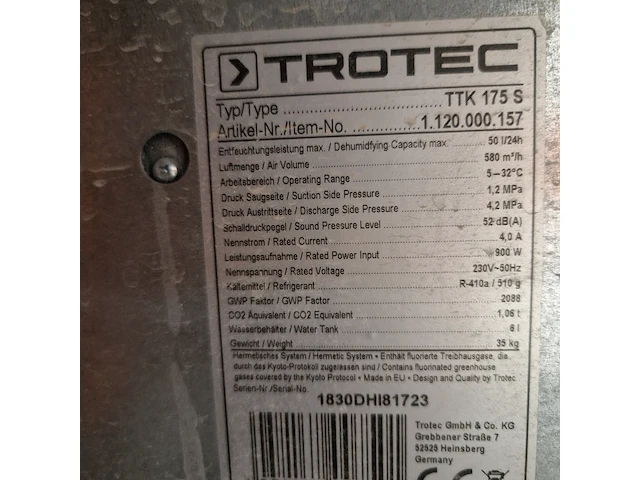 TROTEC
Typ/Type ........................ TTK 175 S
Artikel-Nr./Item-No. ............... 1.120.000.157
Entfeuchtungsleistung max. / Dehumidfying Capacity max. 50 l/24h
Luftmenge / Air Volume 580 m³/h
Arbeitsbereich / Operating Range 5–32°C
Druck Saugseite / Suction Side Pressure 1,2 MPa
Druck Austrittseite / Discharge Side Pressure 4,2 MPa
Schalldruckpegel / Sound Pressure Level 52 dB(A)
Nennstrom / Rated Current 4,0 A
Leistungsaufnahme / Rated Power Input 900 W
Nennspannung / Rated Voltage 230V~50Hz
Kältemittel / Refrigerant R-410a / 510 g
GWP Faktor / GWP Factor 2088
CO2 Äquivalent / CO2 Equivalent 1,06 t
Wasserbehälter / Water Tank 6 l
Gewicht / Weight 35 kg
Hermetisches System / Hermetic System • Enthält fluorierte Treibhausgase, die
durch das Kyoto-Protokoll zugelassen sind / Contains fluorinated greenhouse
gases covered by the Kyoto Protocol • Made in EU • Design and Quality by Trotec
Serien-Nr./Serial-No.
1830DHI81723
Trotec GmbH & Co. KG
Grebbener Straße 7
52525 Heinsberg
Germany
CE